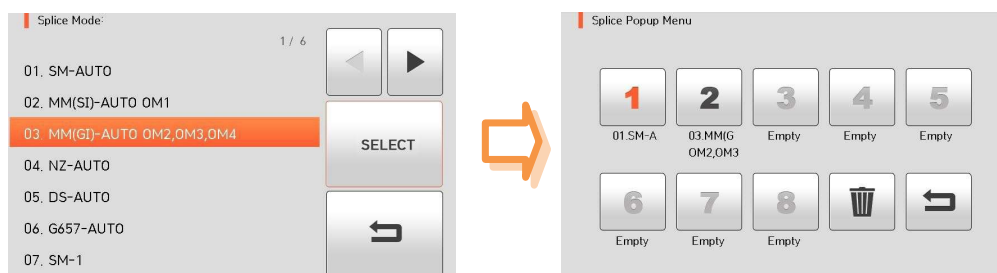 Splice Mode:
1 / 6
01. SM-AUTO
02. MM(SI)-AUTO OM1
03 MM(GI)-AUTO OM2,OM3,OM4
04. NZ-AUTO
05. DS-AUTO
06. G657-AUTO
07. SM-1
SELECT
Splice Popup Menu
1 2 3 4 5
01.SM-A 03.MM(G Empty Empty Empty
OM2,OM3
6 7 8
Empty Empty Empty